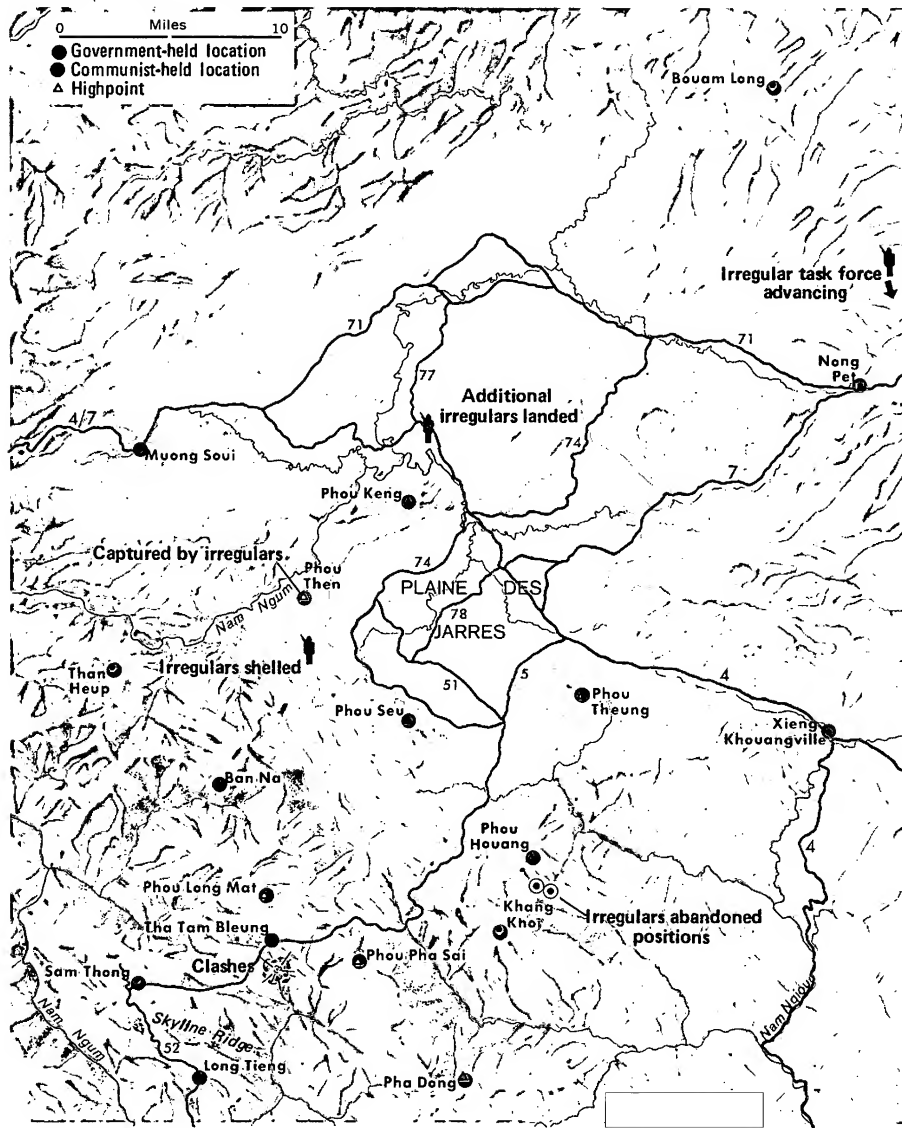 0 Miles 10
Government-held location
Communist-held location
Highpoint
Bouam Long
Irregular task force
advancing
71
71
77
Nong
Pet
Additional
irregulars landed
4/7
74
Muong Soui
7
Phou Keng
Captured by irregulars
74
Phou
Then
PLAINE DES
78
JARRES
Nam Ngum
Irregulars shelled
Than
Heup
51
5
4
Phou
Theung
Phou Seu
Xieng
Khouangville
Ban Na
Phou
Houang
4
Phou Long Mat
Khang
Khoi
Irregulars abandoned
positions
Tha Tam Bleung
Clashes
Phou Pha Sai
Sam Thong
Nam Ngum
Skyline Ridge
52
Long Tieng
Pha Dong
Nam Ngiou
4